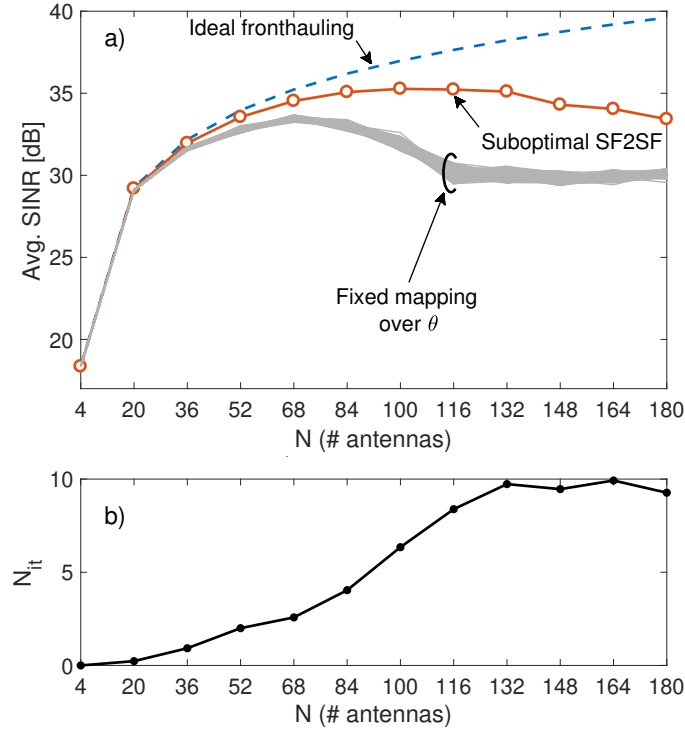 a)
Ideal fronthauling
Suboptimal SF2SF
Fixed mapping
over θ
Avg. SINR [dB]
40
35
30
25
20
4 20 36 52 68 84 100 116 132 148 164 180
N (# antennas)
b)
N_it
10
5
0
4 20 36 52 68 84 100 116 132 148 164 180
N (# antennas)